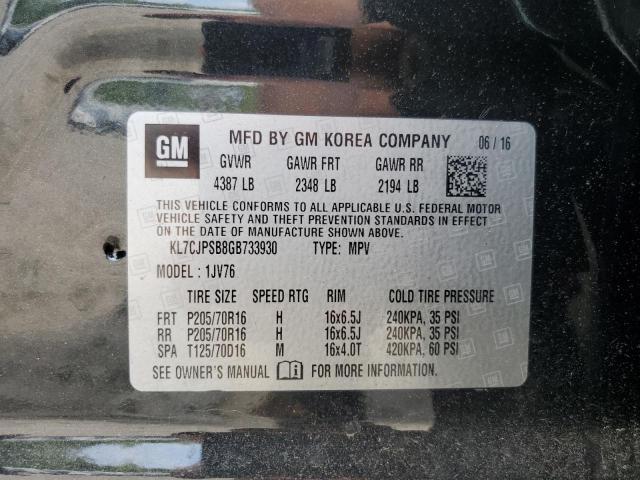 GM MFD BY GM KOREA COMPANY 06 / 16
GVWR GAWR FRT GAWR RR
4387 LB 2348 LB 2194 LB
THIS VEHICLE CONFORMS TO ALL APPLICABLE U.S. FEDERAL MOTOR
VEHICLE SAFETY AND THEFT PREVENTION STANDARDS IN EFFECT
ON THE DATE OF MANUFACTURE SHOWN ABOVE.
KL7CJPSB8GB733930 TYPE: MPV
MODEL : 1JV76
TIRE SIZE SPEED RTG RIM COLD TIRE PRESSURE
FRT P205/70R16 H 16x6.5J 240KPA, 35 PSI
RR P205/70R16 H 16x6.5J 240KPA, 35 PSI
SPA T125/70D16 M 16x4.0T 420KPA, 60 PSI
SEE OWNER'S MANUAL FOR MORE INFORMATION.